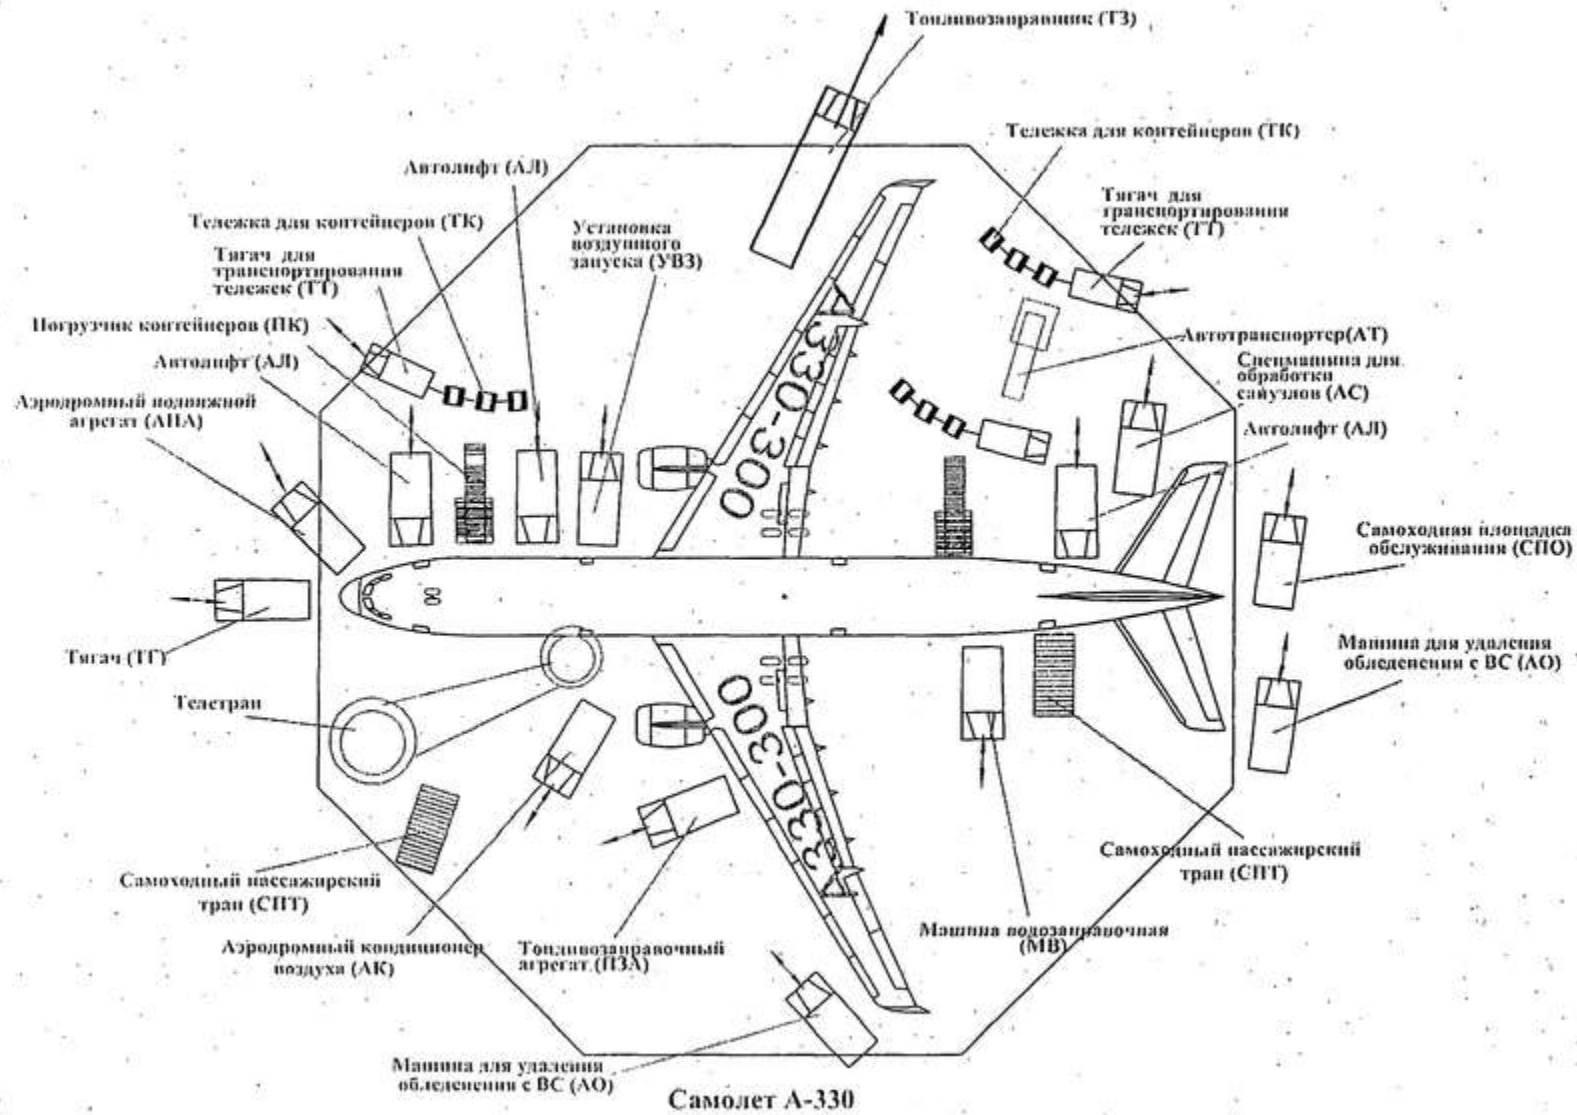 Топливозаправщик (ТЗ)
Тележка для контейнеров (ТК)
Автолифт (АЛ)
Тягач для
транспортирования
тележек (ТТ)
Тележка для контейнеров (ТК)
Установка
воздушного
запуска (УВЗ)
Тягач для
транспортирования
тележек (ТТ)
Погрузчик контейнеров (ПК)
Автотранспортер(АТ)
Автолифт (АЛ)
Спецмашина для
обработки
санузлов (АС)
Аэродромный подвижной
агрегат (АПА)
Автолифт (АЛ)
A330-300
Самоходная площадка
обслуживания (СПО)
Тягач (ТГ)
Машина для удаления
обледенения с ВС (АО)
Телетрап
A330-300
Самоходный пассажирский
трап (СПТ)
Самоходный пассажирский
трап (СПТ)
Аэродромный кондиционер
воздуха (АК)
Топливозаправочный
агрегат (ПЗА)
Машина водозаправочная
(МВ)
Машина для удаления
обледенения с ВС (АО)
Самолет А-330